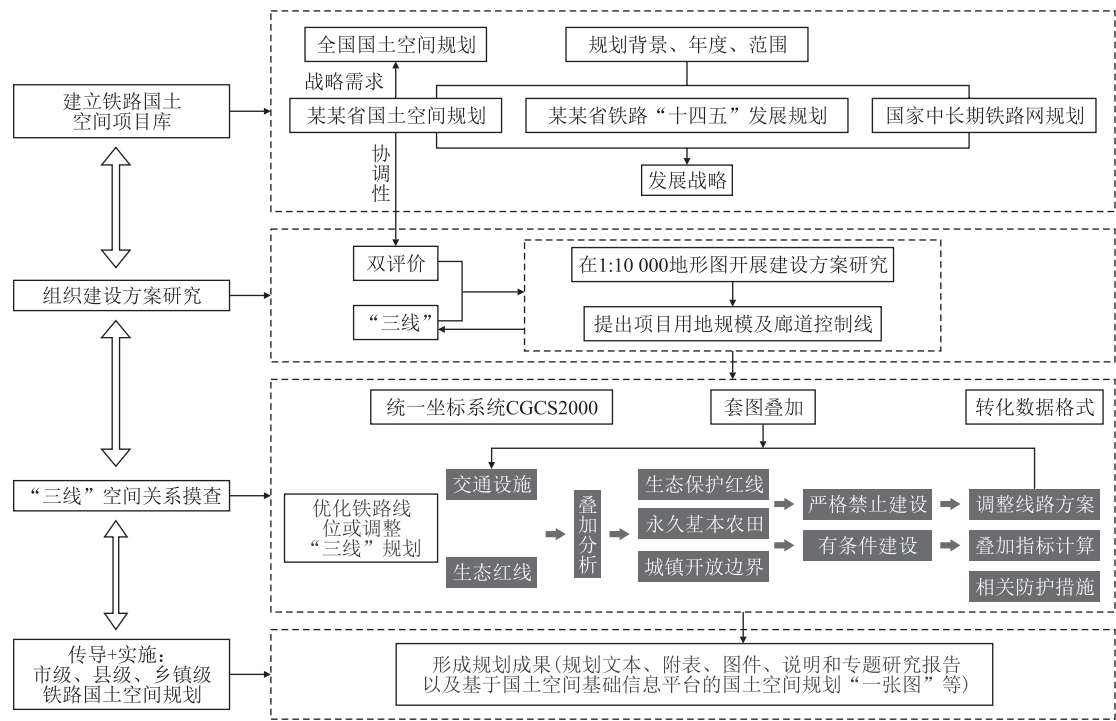 全国国土空间规划
规划背景、年度、范围
战略需求
建立铁路国土
空间项目库
某某省国土空间规划
某某省铁路“十四五”发展规划
国家中长期铁路网规划
协调性
发展战略
双评价
在1:10 000地形图开展建设方案研究
组织建设方案研究
“三线”
提出项目用地规模及廊道控制线
统一坐标系统CGCS2000
套图叠加
转化数据格式
“三线”空间关系摸查
优化铁路线
位或调整
“三线”规划
交通设施
生态红线
叠加分析
生态保护红线
永久基本农田
城镇开放边界
严格禁止建设
有条件建设
调整线路方案
叠加指标计算
相关防护措施
传导+实施:
市级、县级、乡镇级
铁路国土空间规划
形成规划成果(规划文本、附表、图件、说明和专题研究报告
以及基于国土空间基础信息平台的国土空间规划“一张图”等)